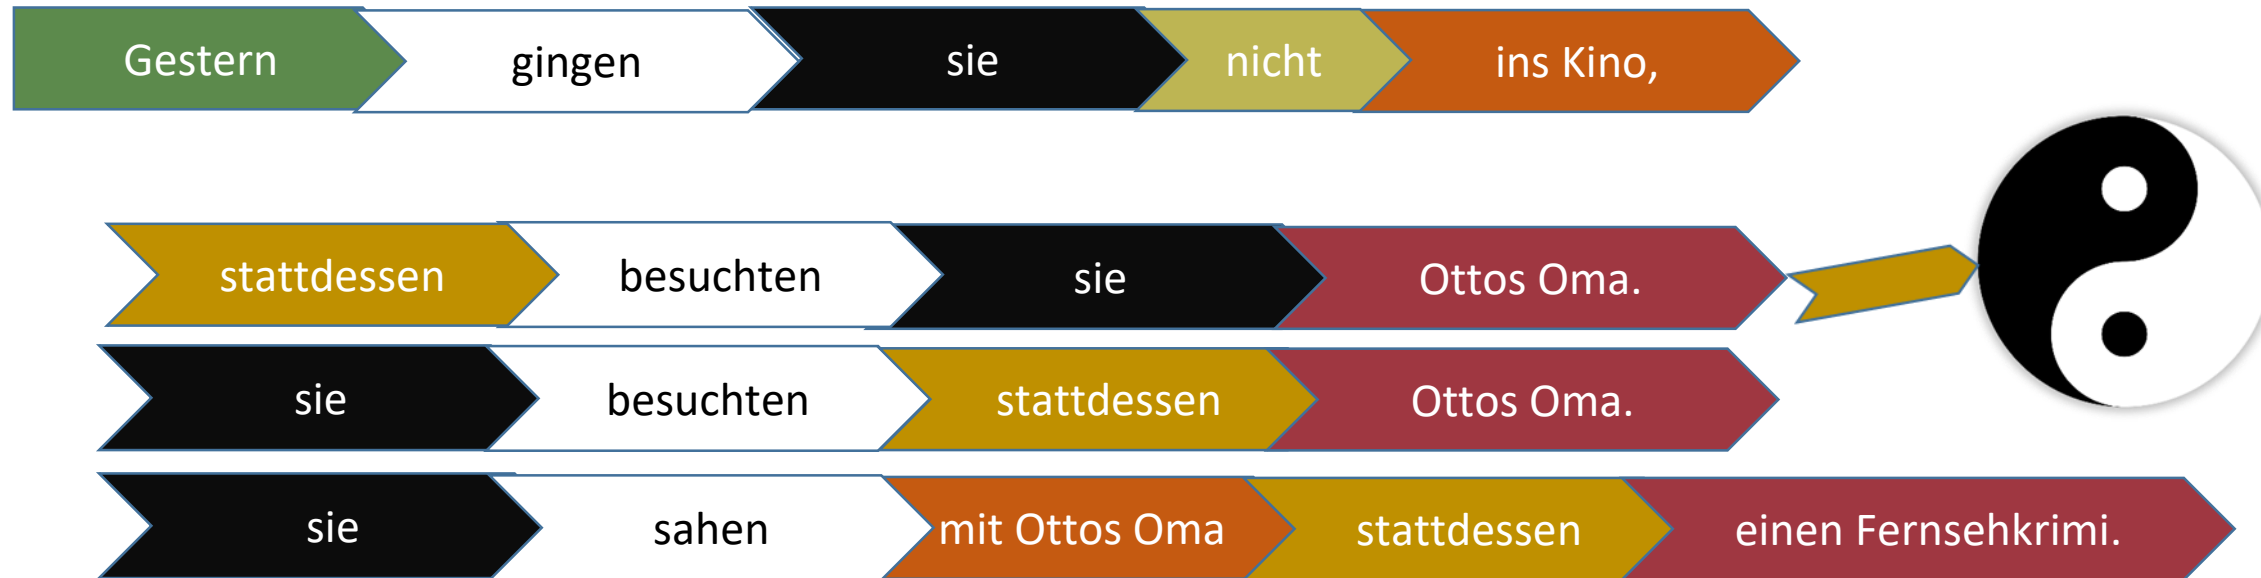 Gestern gingen sie nicht ins Kino,
stattdessen besuchten sie Ottos Oma.
sie besuchten stattdessen Ottos Oma.
sie sahen mit Ottos Oma stattdessen einen Fernsehkrimi.